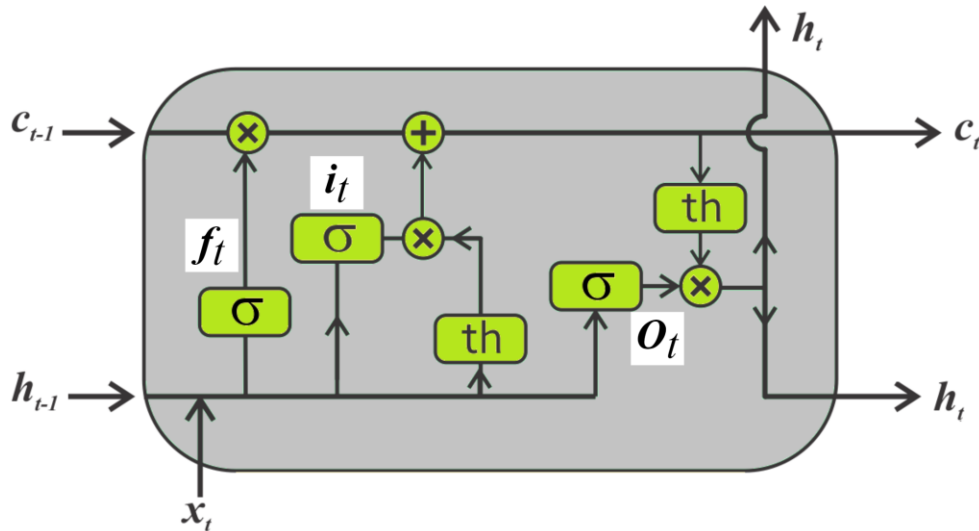 h_t
c_{t-1} × + c_t
i_t
σ × th
f_t
σ × σ
O_t
th
h_{t-1} h_t
x_t